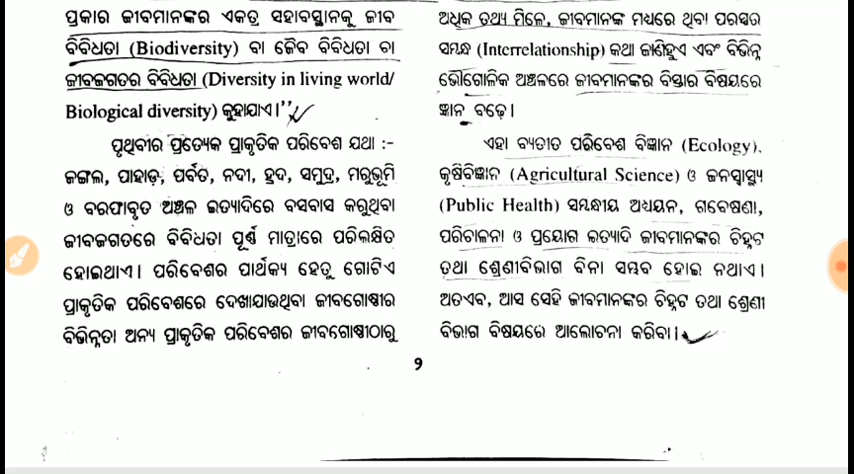 ପ୍ରକାର ଜୀବମାନଙ୍କର ଏକତ୍ର ସହାବସ୍ଥାନକୁ ଜୀବ
ବିବିଧତା (Biodiversity) ବା ଜୈବ ବିବିଧତା ବା
ଜୀବଜଗତର ବିବିଧତା (Diversity in living world/
Biological diversity) କୁହାଯାଏ।''
ପୃଥିବୀର ପ୍ରତ୍ୟେକ ପ୍ରାକୃତିକ ପରିବେଶ ଯଥା :-
ଜଙ୍ଗଲ, ପାହାଡ଼, ପର୍ବତ, ନଦୀ, ହ୍ରଦ, ସମୁଦ୍ର, ମରୁଭୂମି
ଓ ବରଫାବୃତ ଅଞ୍ଚଳ ଇତ୍ୟାଦିରେ ବସବାସ କରୁଥିବା
ଜୀବଜଗତରେ ବିବିଧତା ପୂର୍ଣ୍ଣ ମାତ୍ରାରେ ପରିଲକ୍ଷିତ
ହୋଇଥାଏ। ପରିବେଶର ପାର୍ଥକ୍ୟ ହେତୁ ଗୋଟିଏ
ପ୍ରାକୃତିକ ପରିବେଶରେ ଦେଖାଯାଉଥିବା ଜୀବଗୋଷ୍ଠୀର
ବିଭିନ୍ନତା ଅନ୍ୟ ପ୍ରାକୃତିକ ପରିବେଶର ଜୀବଗୋଷ୍ଠୀଠାରୁ
ଅଧିକ ତଥ୍ୟ ମିଳେ, ଜୀବମାନଙ୍କ ମଧ୍ୟରେ ଥିବା ପରସ୍ପର
ସମ୍ବନ୍ଧ (Interrelationship) କଥା ଜାଣିହୁଏ ଏବଂ ବିଭିନ୍ନ
ଭୌଗୋଳିକ ଅଞ୍ଚଳରେ ଜୀବମାନଙ୍କର ବିସ୍ତାର ବିଷୟରେ
ଜ୍ଞାନ ବଢ଼େ।
ଏହା ବ୍ୟତୀତ ପରିବେଶ ବିଜ୍ଞାନ (Ecology),
କୃଷିବିଜ୍ଞାନ (Agricultural Science) ଓ ଜନସ୍ୱାସ୍ଥ୍ୟ
(Public Health) ସମ୍ବନ୍ଧୀୟ ଅଧ୍ୟୟନ, ଗବେଷଣା,
ପରିଚାଳନା ଓ ପ୍ରୟୋଗ ଇତ୍ୟାଦି ଜୀବମାନଙ୍କର ଚିହ୍ନଟ
ତଥା ଶ୍ରେଣୀବିଭାଗ ବିନା ସମ୍ଭବ ହୋଇ ନଥାଏ।
ଅତଏବ, ଆସ ସେହି ଜୀବମାନଙ୍କର ଚିହ୍ନଟ ତଥା ଶ୍ରେଣୀ
ବିଭାଗ ବିଷୟରେ ଆଲୋଚନା କରିବା।
୨